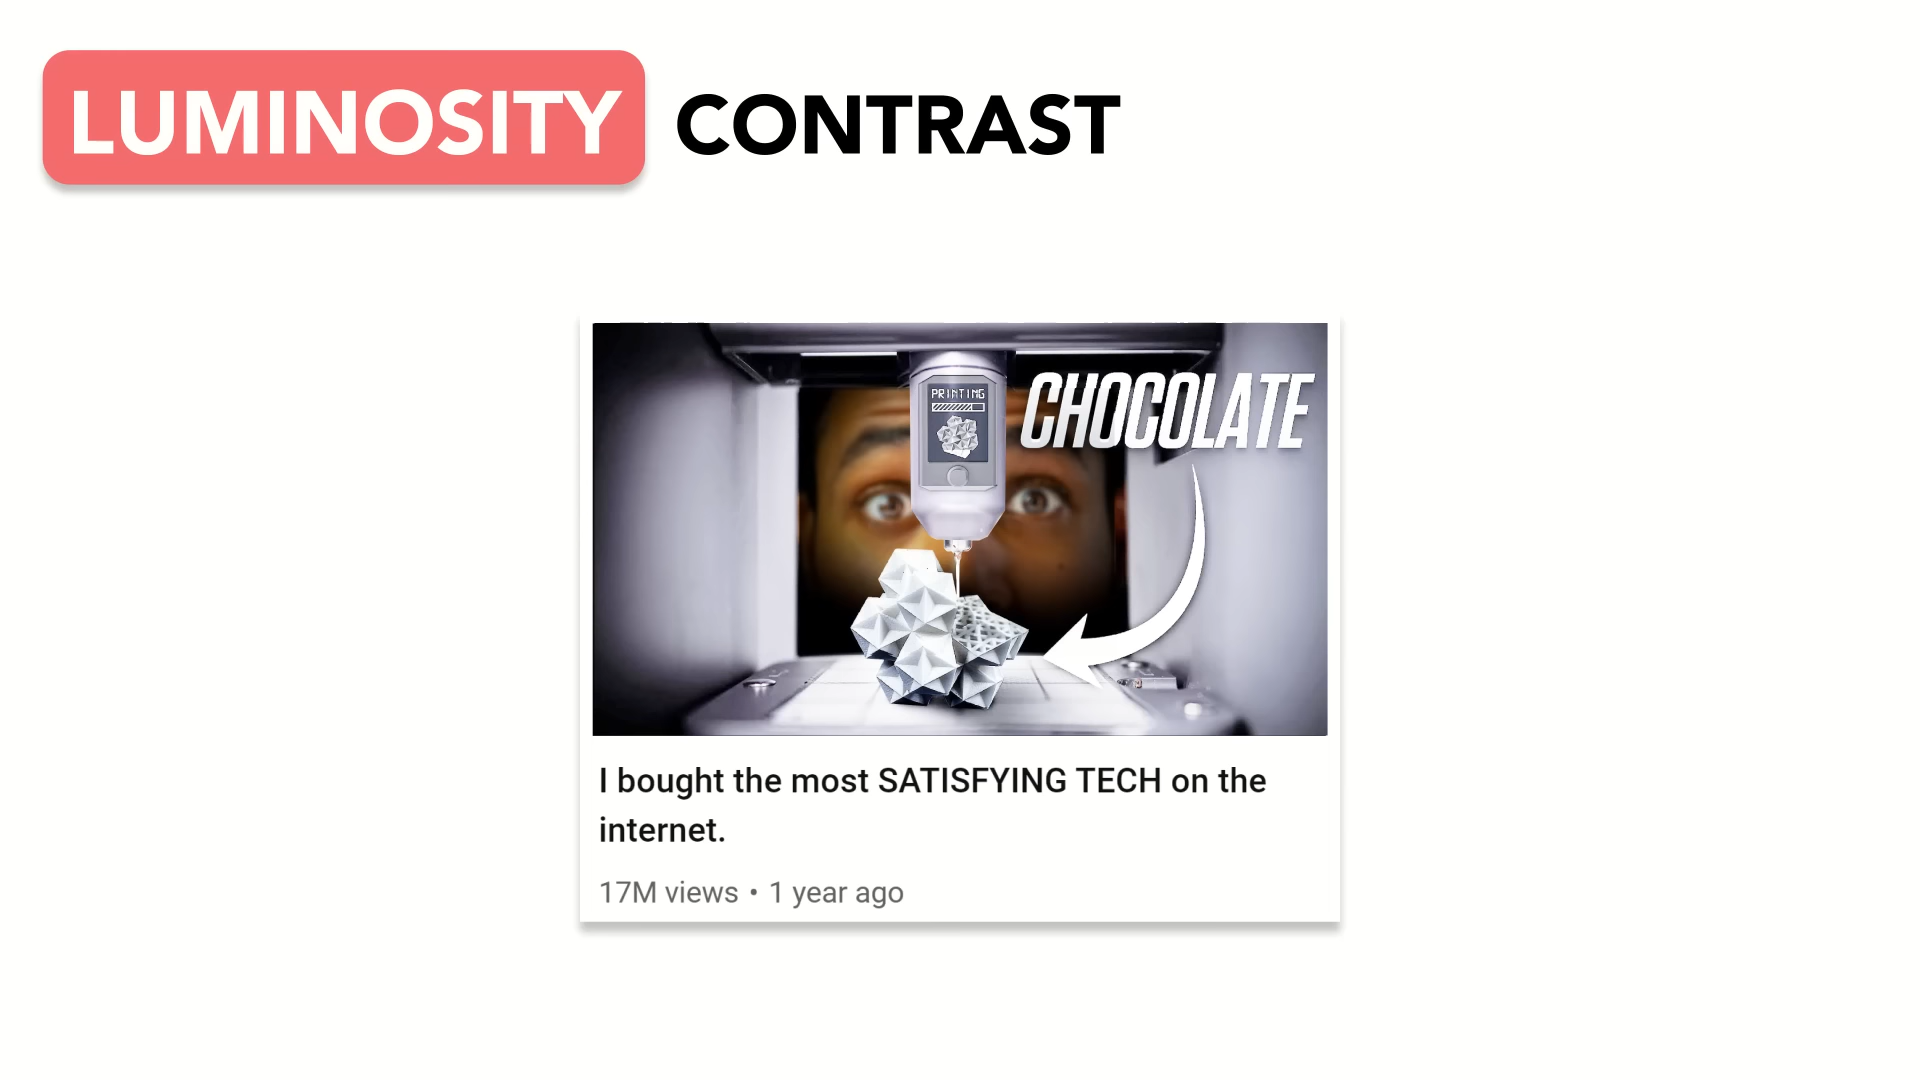 LUMINOSITY CONTRAST
PRINTING
CHOCOLATE
I bought the most SATISFYING TECH on the
internet.
17M views • 1 year ago